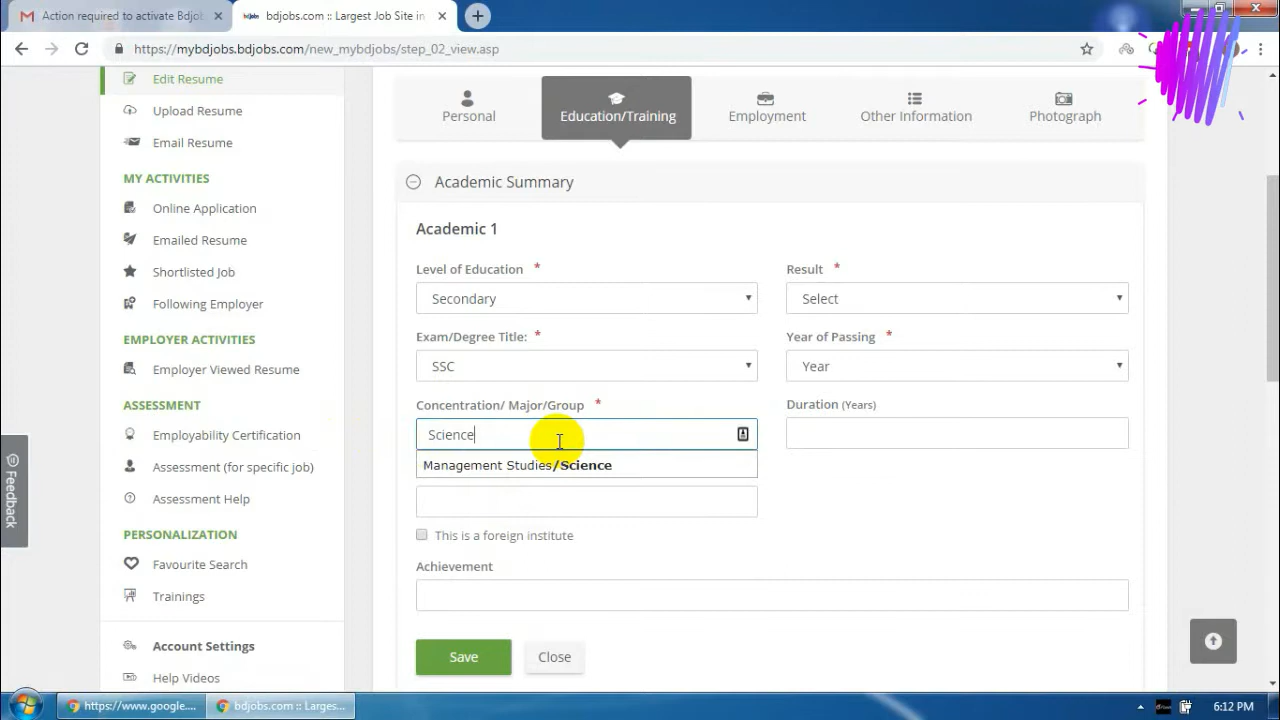 Action required to activate Bdjob
bdjobs.com :: Largest Job Site in
https://mybdjobs.bdjobs.com/new_mybdjobs/step_02_view.asp
Edit Resume
Upload Resume
Email Resume
MY ACTIVITIES
Online Application
Emailed Resume
Shortlisted Job
Following Employer
EMPLOYER ACTIVITIES
Employer Viewed Resume
ASSESSMENT
Employability Certification
Assessment (for specific job)
Assessment Help
PERSONALIZATION
Favourite Search
Trainings
Account Settings
Help Videos
Feedback
Personal
Education/Training
Employment
Other Information
Photograph
Academic Summary
Academic 1
Level of Education *
Secondary
Result *
Select
Exam/Degree Title: *
SSC
Year of Passing *
Year
Concentration/ Major/Group *
Science
Management Studies/Science
Duration (Years)
This is a foreign institute
Achievement
Save
Close
https://www.google....
bdjobs.com :: Larges...
6:12 PM